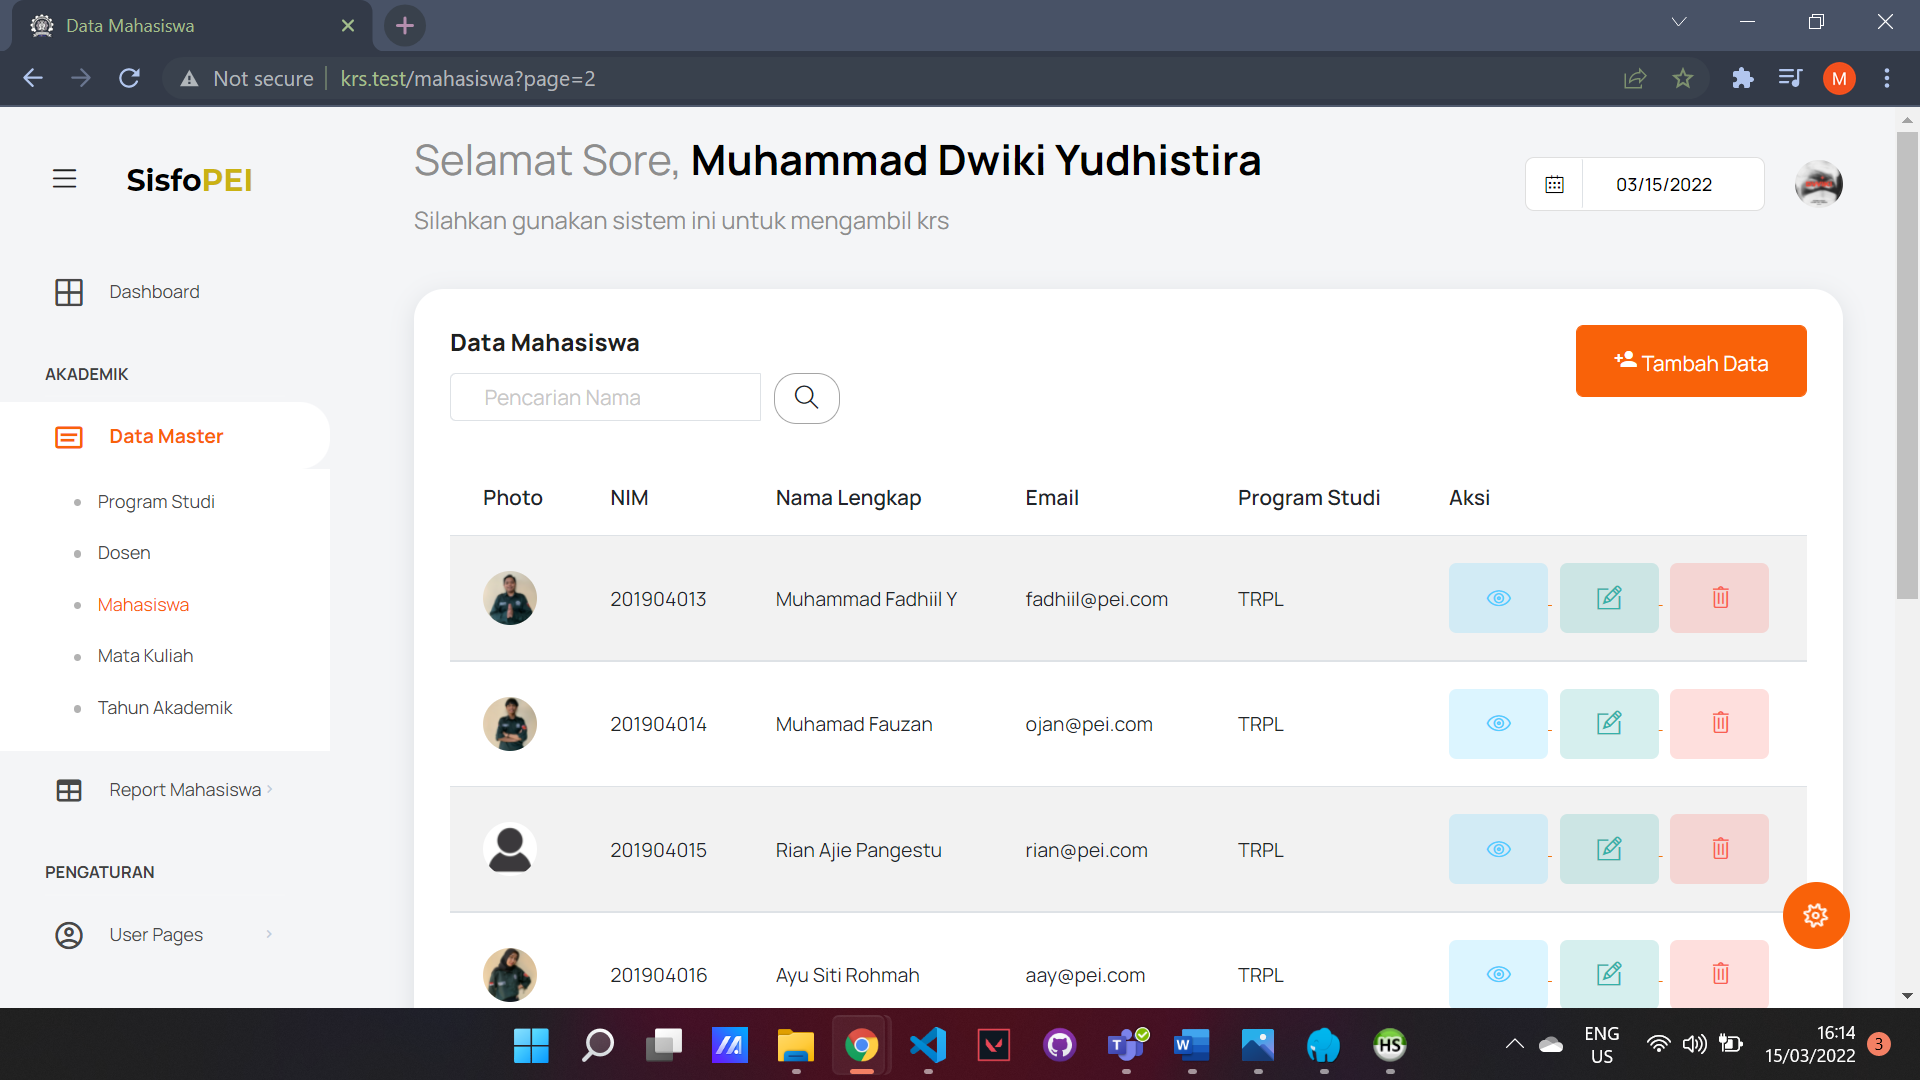 Data Mahasiswa
Not secure
krs.test/mahasiswa?page=2
M
SisfoPEI
Selamat Sore, Muhammad Dwiki Yudhistira
Silahkan gunakan sistem ini untuk mengambil krs
03/15/2022
Dashboard
AKADEMIK
Data Master
Program Studi
Dosen
Mahasiswa
Mata Kuliah
Tahun Akademik
Report Mahasiswa
PENGATURAN
User Pages
Data Mahasiswa
Pencarian Nama
Tambah Data
Photo NIM Nama Lengkap Email Program Studi Aksi
201904013 Muhammad Fadhiil Y fadhiil@pei.com TRPL
201904014 Muhamad Fauzan ojan@pei.com TRPL
201904015 Rian Ajie Pangestu rian@pei.com TRPL
201904016 Ayu Siti Rohmah aay@pei.com TRPL
T
W
HS
ENG
US
16:14
15/03/2022
3